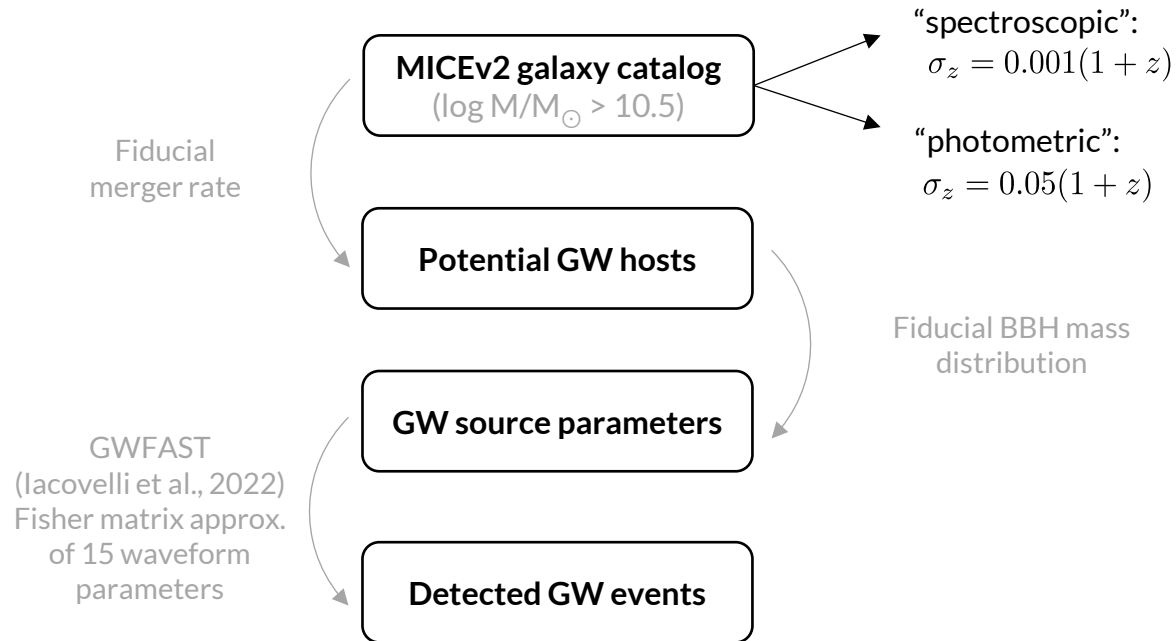 “spectroscopic”:
σ_z = 0.001(1 + z)
MICEv2 galaxy catalog
(log M/M_☉ > 10.5)
“photometric”:
σ_z = 0.05(1 + z)
Fiducial
merger rate
Potential GW hosts
Fiducial BBH mass
distribution
GW source parameters
GWFAST
(Iacovelli et al., 2022)
Fisher matrix approx.
of 15 waveform
parameters
Detected GW events